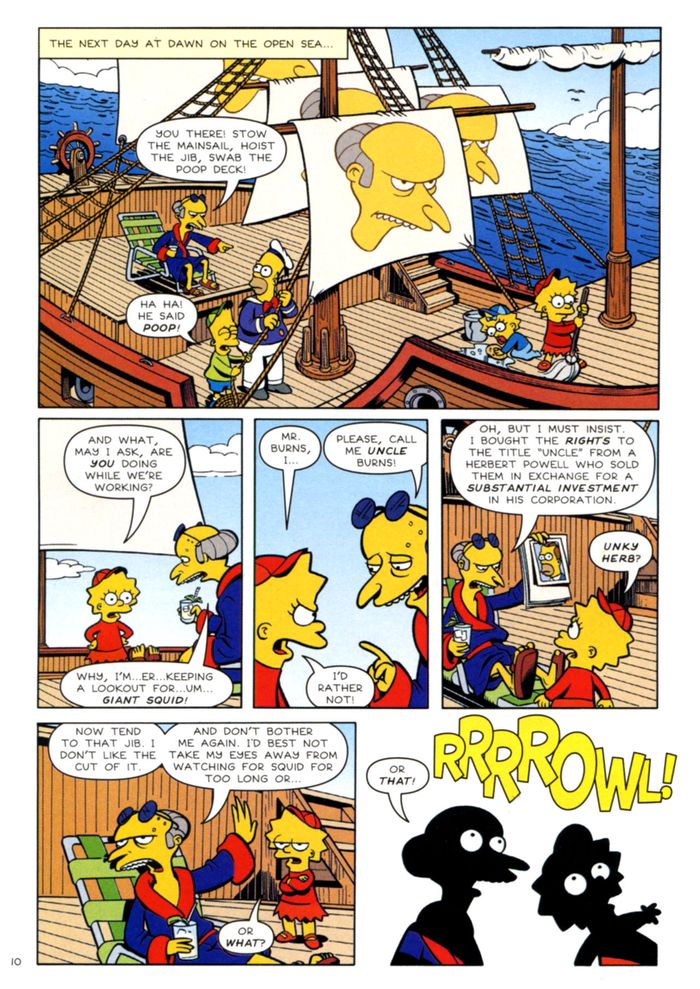 THE NEXT DAY AT DAWN ON THE OPEN SEA...
YOU THERE! STOW
THE MAINSAIL, HOIST
THE JIB, SWAB THE
POOP DECK!
HA HA!
HE SAID
POOP!
AND WHAT,
MAY I ASK, ARE
YOU DOING
WHILE WE'RE
WORKING?
WHY, I'M...ER...KEEPING
A LOOKOUT FOR...UM...
GIANT SQUID!
MR.
BURNS,
I...
PLEASE, CALL
ME UNCLE
BURNS!
I'D
RATHER
NOT!
OH, BUT I MUST INSIST.
I BOUGHT THE RIGHTS TO
THE TITLE "UNCLE" FROM A
HERBERT POWELL WHO SOLD
THEM IN EXCHANGE FOR A
SUBSTANTIAL INVESTMENT
IN HIS CORPORATION.
UNKY
HERB?
NOW TEND
TO THAT JIB. I
DON'T LIKE THE
CUT OF IT.
AND DON'T BOTHER
ME AGAIN. I'D BEST NOT
TAKE MY EYES AWAY FROM
WATCHING FOR SQUID FOR
TOO LONG OR...
OR
WHAT?
OR
THAT!
RRRROWL!
10